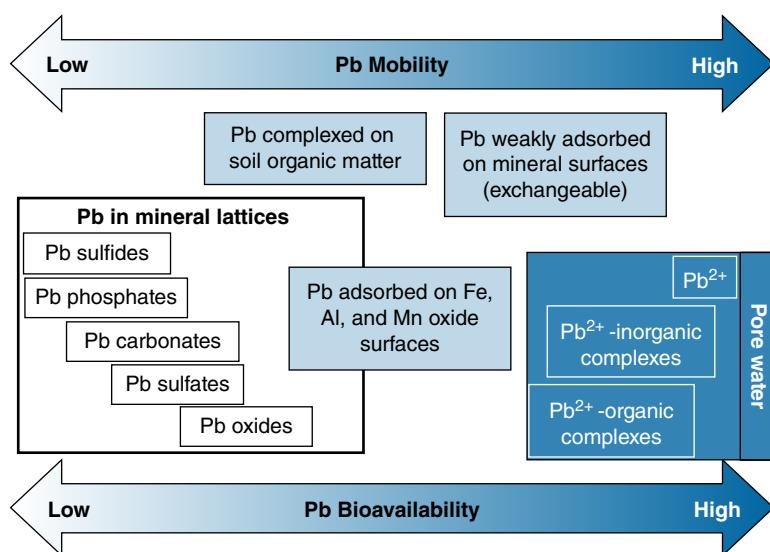 Low Pb Mobility High
Pb complexed on
soil organic matter
Pb weakly adsorbed
on mineral surfaces
(exchangeable)
Pb in mineral lattices
Pb sulfides
Pb phosphates
Pb carbonates
Pb sulfates
Pb oxides
Pb adsorbed on Fe,
Al, and Mn oxide
surfaces
Pb²⁺
Pb²⁺ -inorganic
complexes
Pb²⁺ -organic
complexes
Pore water
Low Pb Bioavailability High